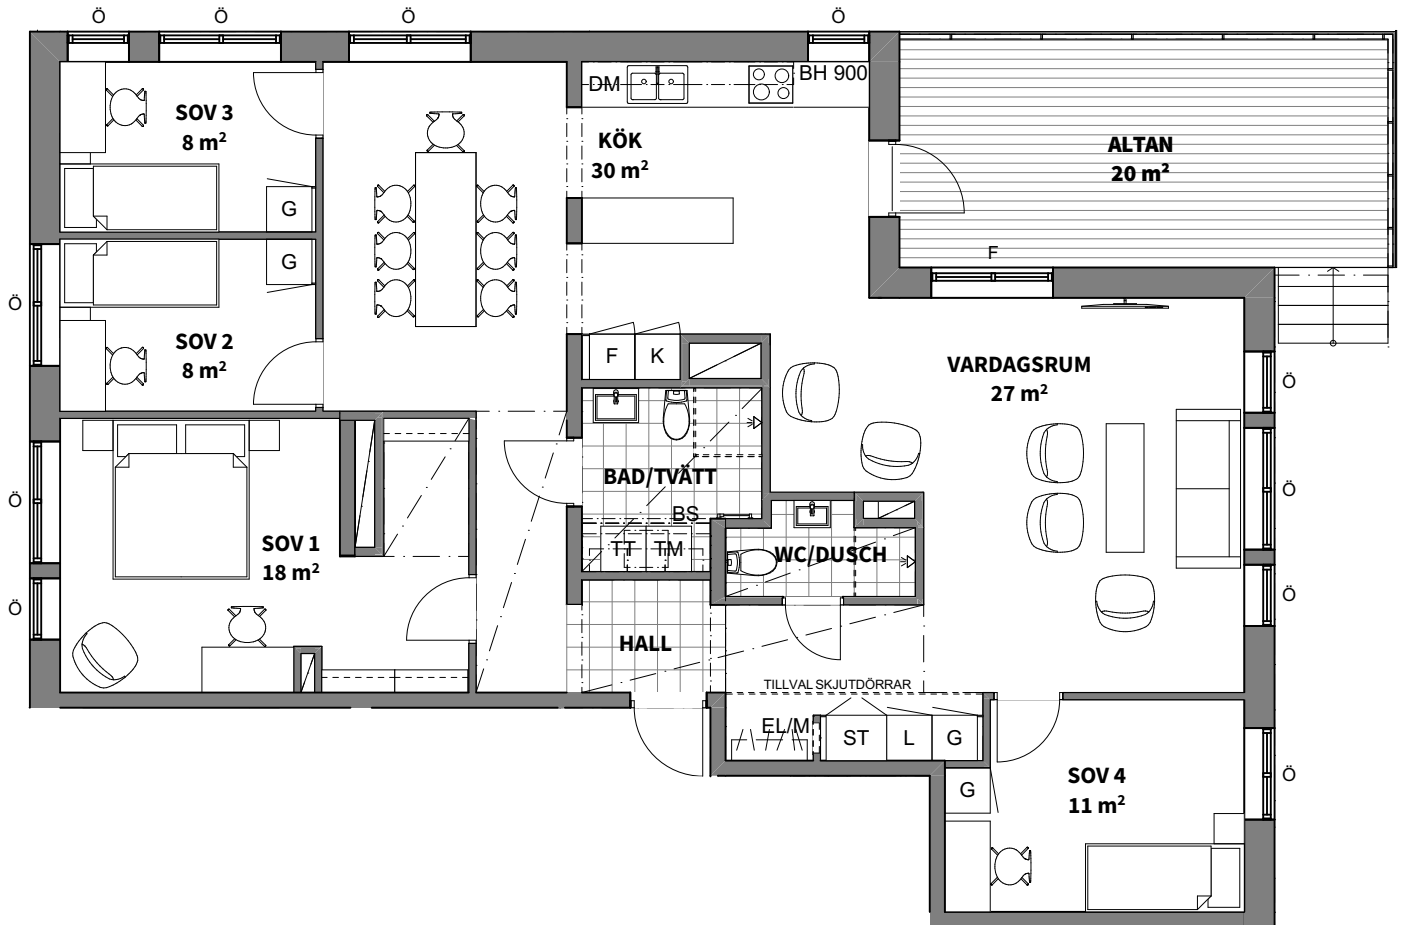 Ö
Ö
Ö
Ö
SOV 3
8 m²
DM
BH 900
KÖK
30 m²
ALTAN
20 m²
G
G
F
Ö
SOV 2
8 m²
F
K
VARDAGSRUM
27 m²
Ö
BAD/TVÄTT
BS
TT
TM
WC/DUSCH
Ö
Ö
SOV 1
18 m²
Ö
Ö
HALL
TILLVAL SKJUTDÖRRAR
EL/M
ST
L
G
G
SOV 4
11 m²
Ö